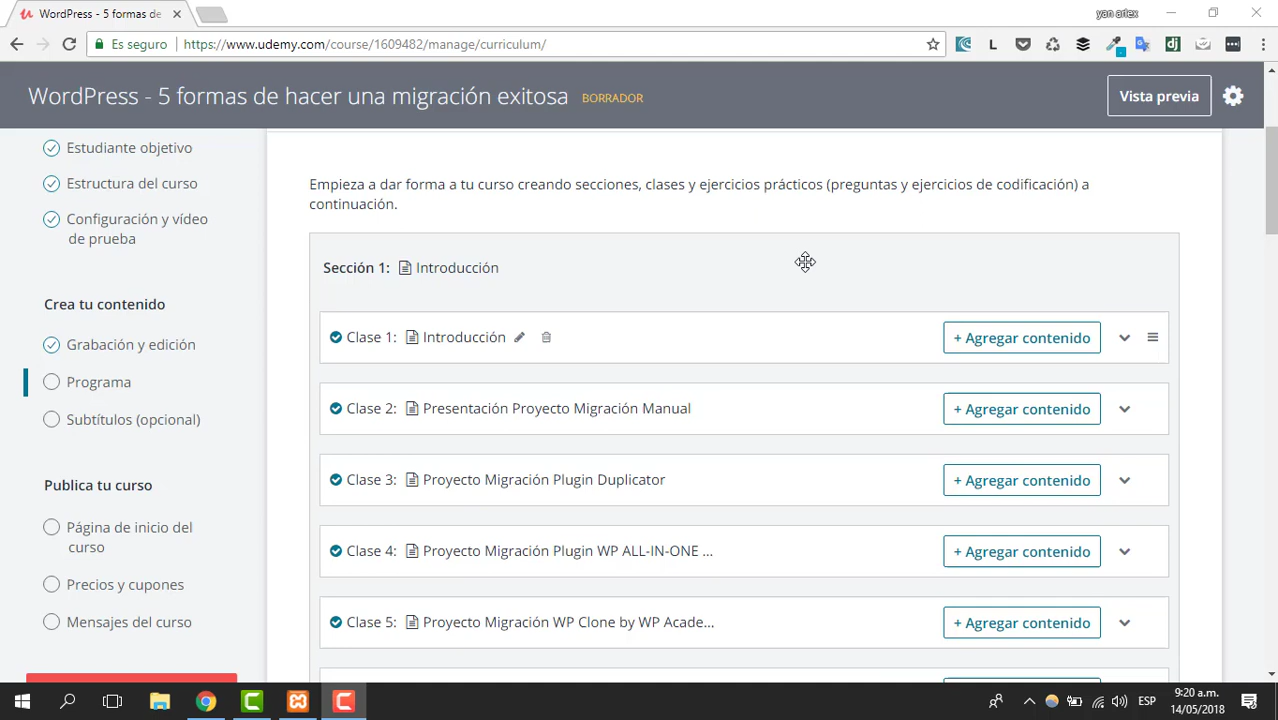 WordPress - 5 formas de
yan artex
Es seguro
https://www.udemy.com/course/1609482/manage/curriculum/
L
dj
WordPress - 5 formas de hacer una migración exitosa
BORRADOR
Vista previa
Estudiante objetivo
Estructura del curso
Configuración y vídeo
de prueba
Crea tu contenido
Grabación y edición
Programa
Subtítulos (opcional)
Publica tu curso
Página de inicio del
curso
Precios y cupones
Mensajes del curso
Empieza a dar forma a tu curso creando secciones, clases y ejercicios prácticos (preguntas y ejercicios de codificación) a
continuación.
Sección 1: Introducción
Clase 1: Introducción
+ Agregar contenido
Clase 2: Presentación Proyecto Migración Manual
+ Agregar contenido
Clase 3: Proyecto Migración Plugin Duplicator
+ Agregar contenido
Clase 4: Proyecto Migración Plugin WP ALL-IN-ONE ...
+ Agregar contenido
Clase 5: Proyecto Migración WP Clone by WP Acade...
+ Agregar contenido
ESP
9:20 a.m.
14/05/2018